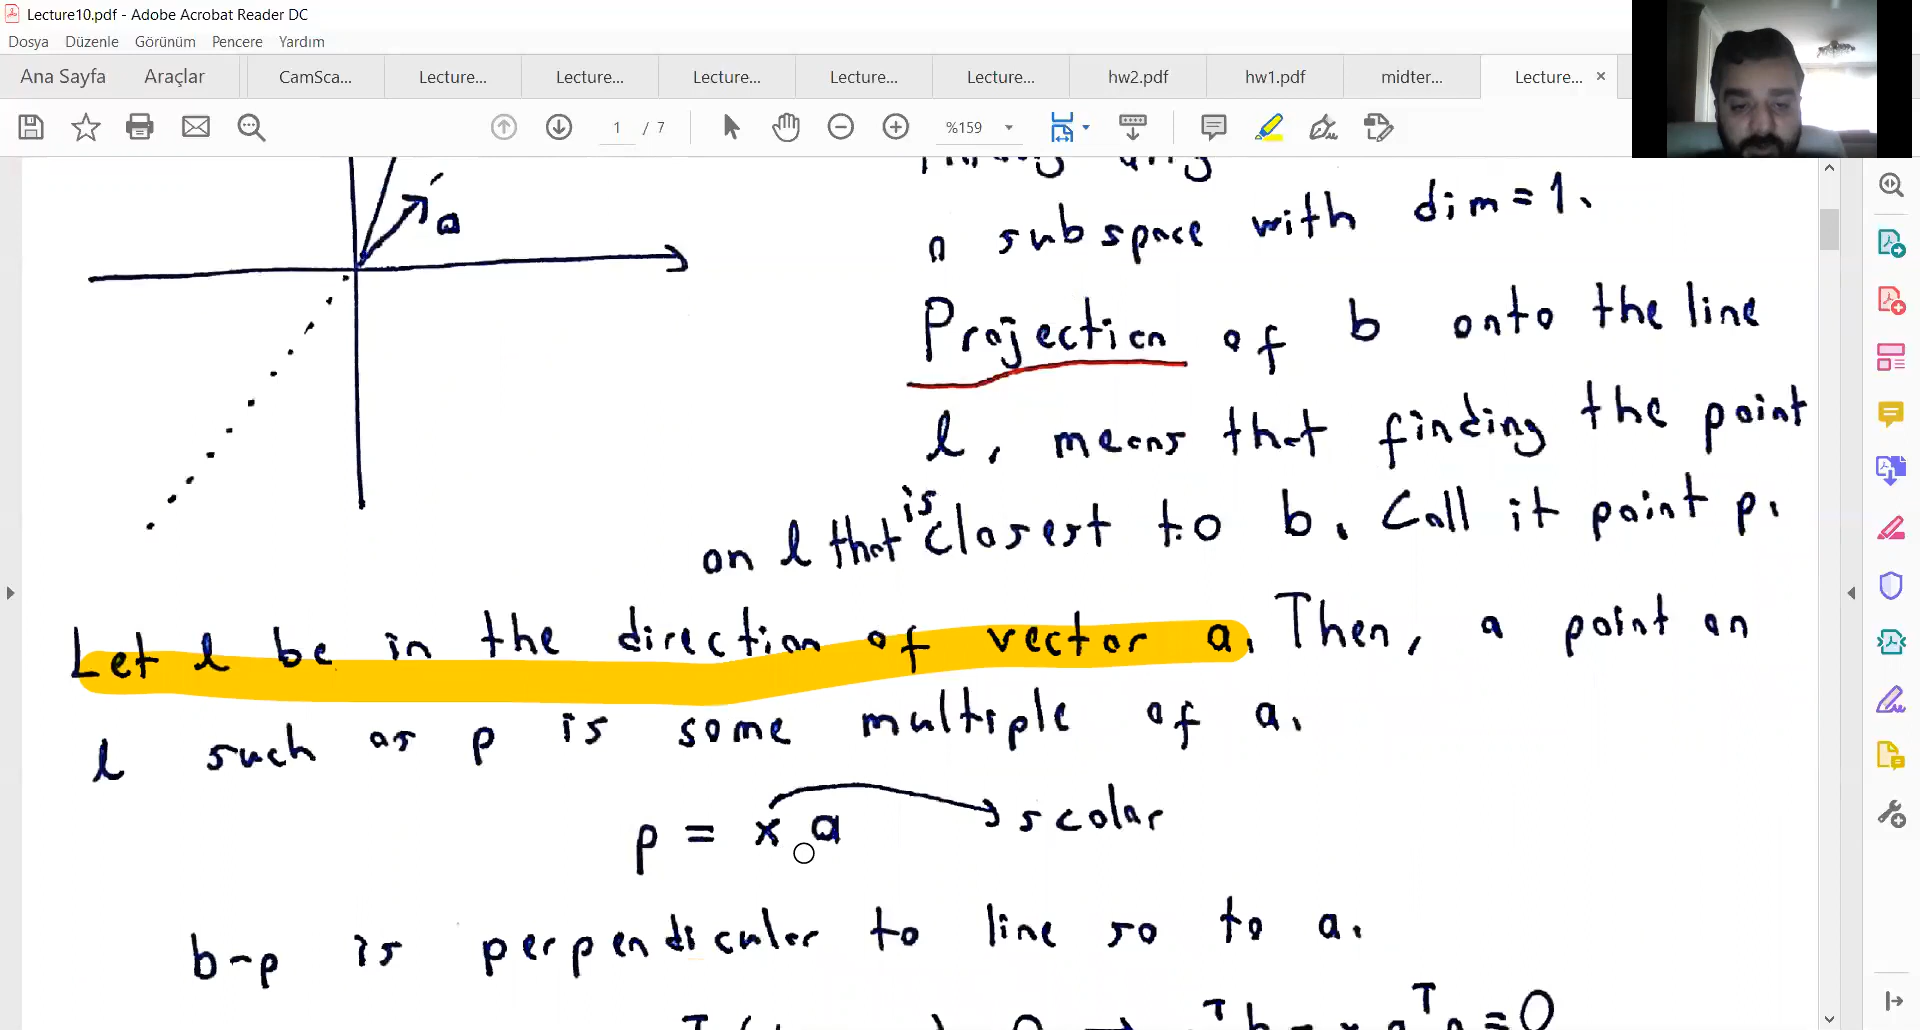 Lecture10.pdf - Adobe Acrobat Reader DC
Dosya Düzenle Görünüm Pencere Yardım
Ana Sayfa Araçlar CamSca... Lecture... Lecture... Lecture... Lecture... Lecture... hw2.pdf hw1.pdf midter... Lecture... ×
1 / 7 %159
a
a subspace with dim=1.
Projection of b onto the line
l, means that finding the point
on l that is closest to b. Call it point p.
Let l be in the direction of vector a. Then, a point on
l such as p is some multiple of a.
p = x a scalar
b-p is perpendicular to line so to a.